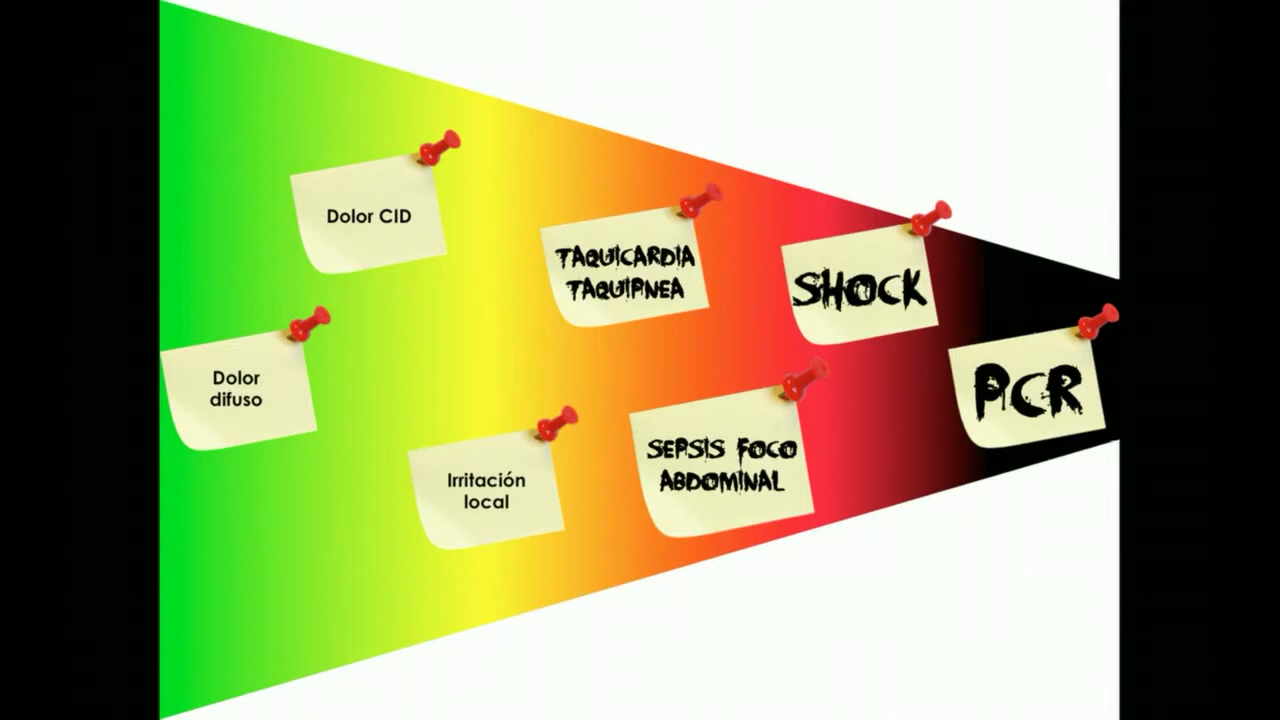 Dolor CID
TAQUICARDIA
TAQUIPNEA
SHOCK
Dolor
difuso
PCR
Irritación
local
SEPSIS FOCO
ABDOMINAL